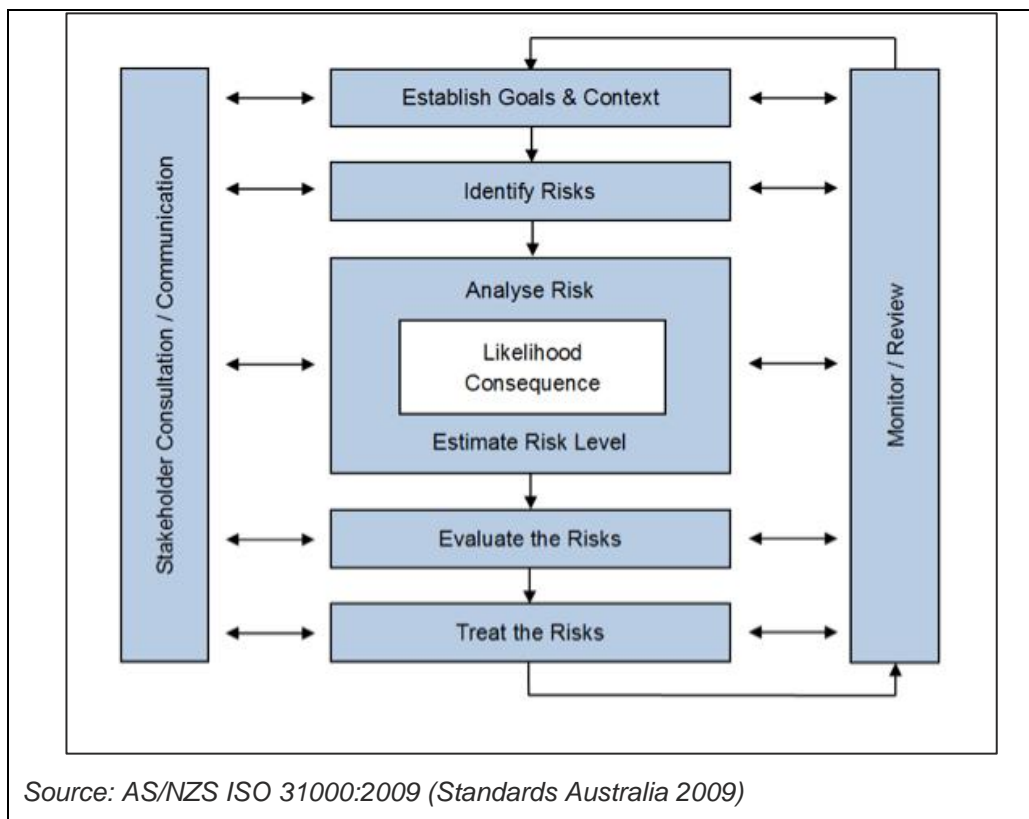 Establish Goals & Context
Identify Risks
Analyse Risk
Likelihood
Consequence
Estimate Risk Level
Evaluate the Risks
Treat the Risks
Stakeholder Consultation / Communication
Monitor / Review
Source: AS/NZS ISO 31000:2009 (Standards Australia 2009)